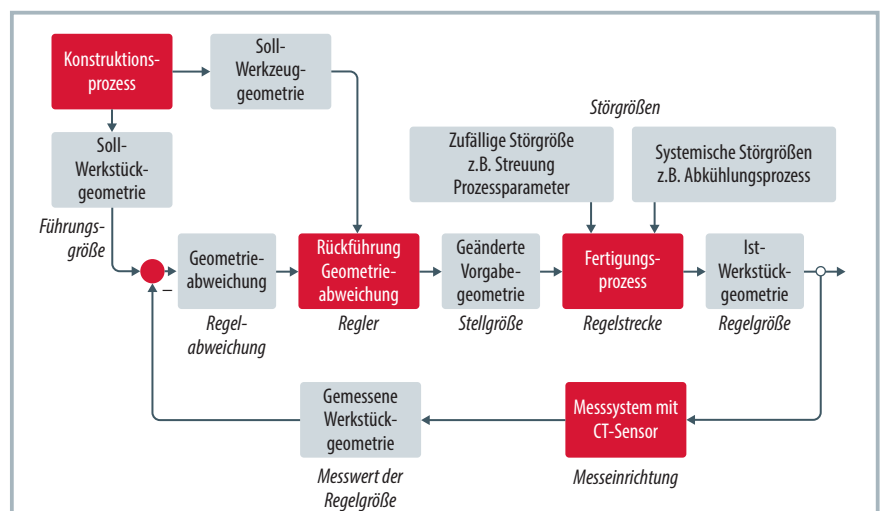 Konstruktions-
prozess
Soll-
Werkzeug-
geometrie
Soll-
Werkstück-
geometrie
Störgrößen
Zufällige Störgröße
z.B. Streuung
Prozessparameter
Systemische Störgrößen
z.B. Abkühlungsprozess
Führungs-
größe
–
Geometrie-
abweichung
Regel-
abweichung
Rückführung
Geometrie-
abweichung
Regler
Geänderte
Vorgabe-
geometrie
Stellgröße
Fertigungs-
prozess
Regelstrecke
Ist-
Werkstück-
geometrie
Regelgröße
Gemessene
Werkstück-
geometrie
Messwert der
Regelgröße
Messsystem mit
CT-Sensor
Messeinrichtung